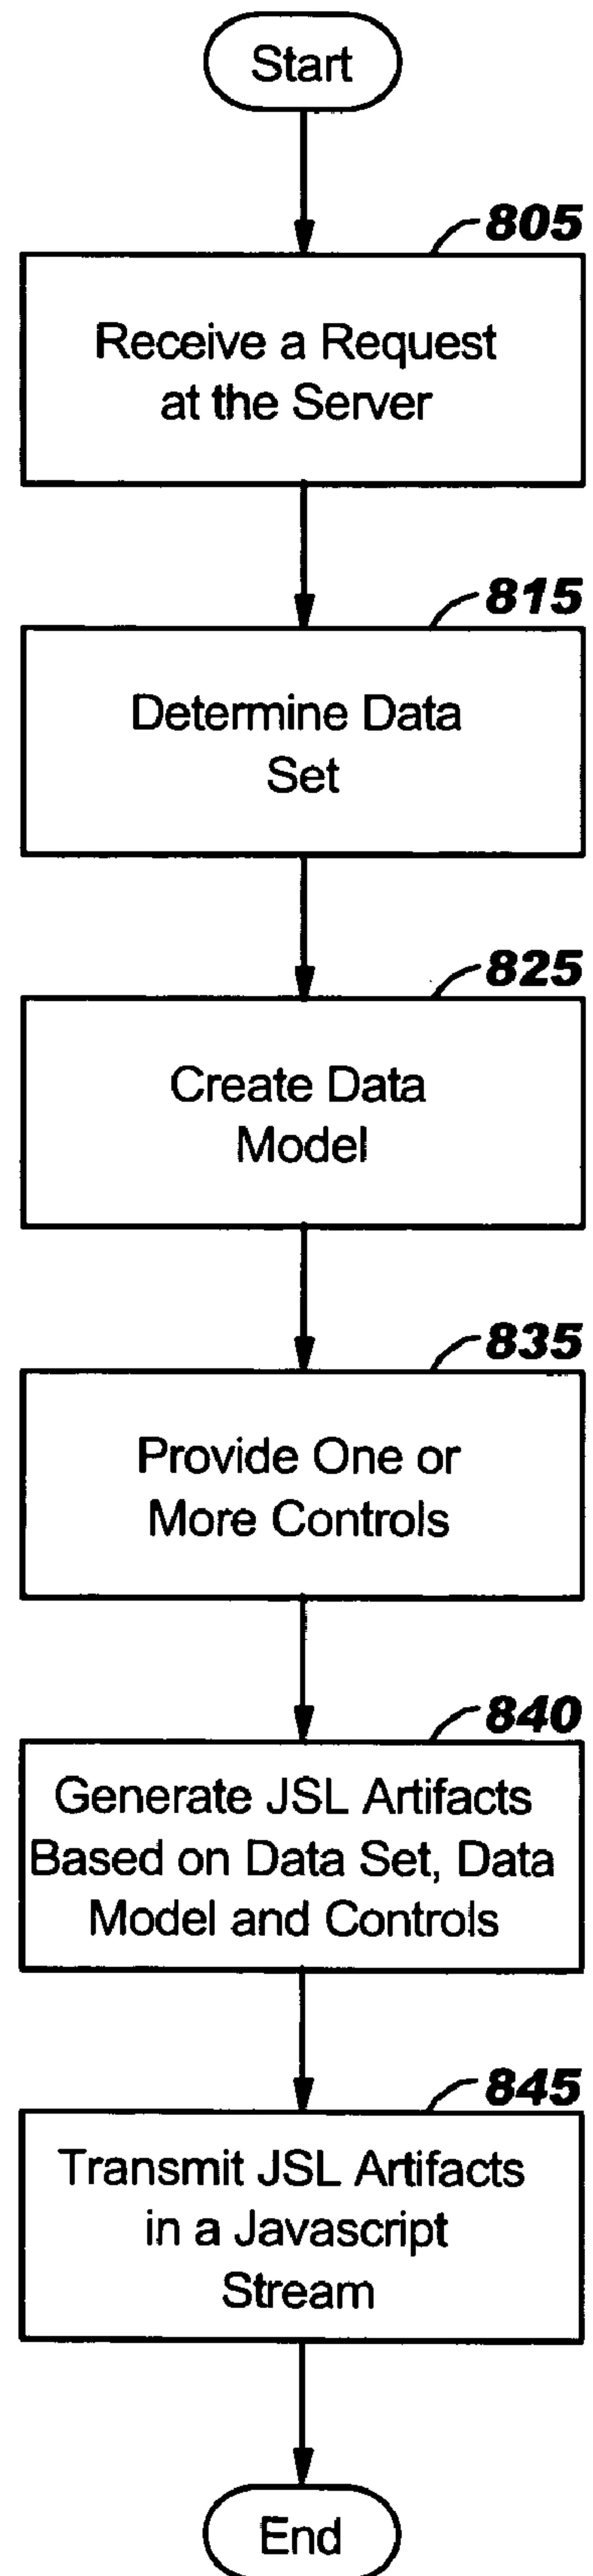 Start
805
Receive a Request
at the Server
815
Determine Data
Set
825
Create Data
Model
835
Provide One or
More Controls
840
Generate JSL Artifacts
Based on Data Set, Data
Model and Controls
845
Transmit JSL Artifacts
in a Javascript
Stream
End